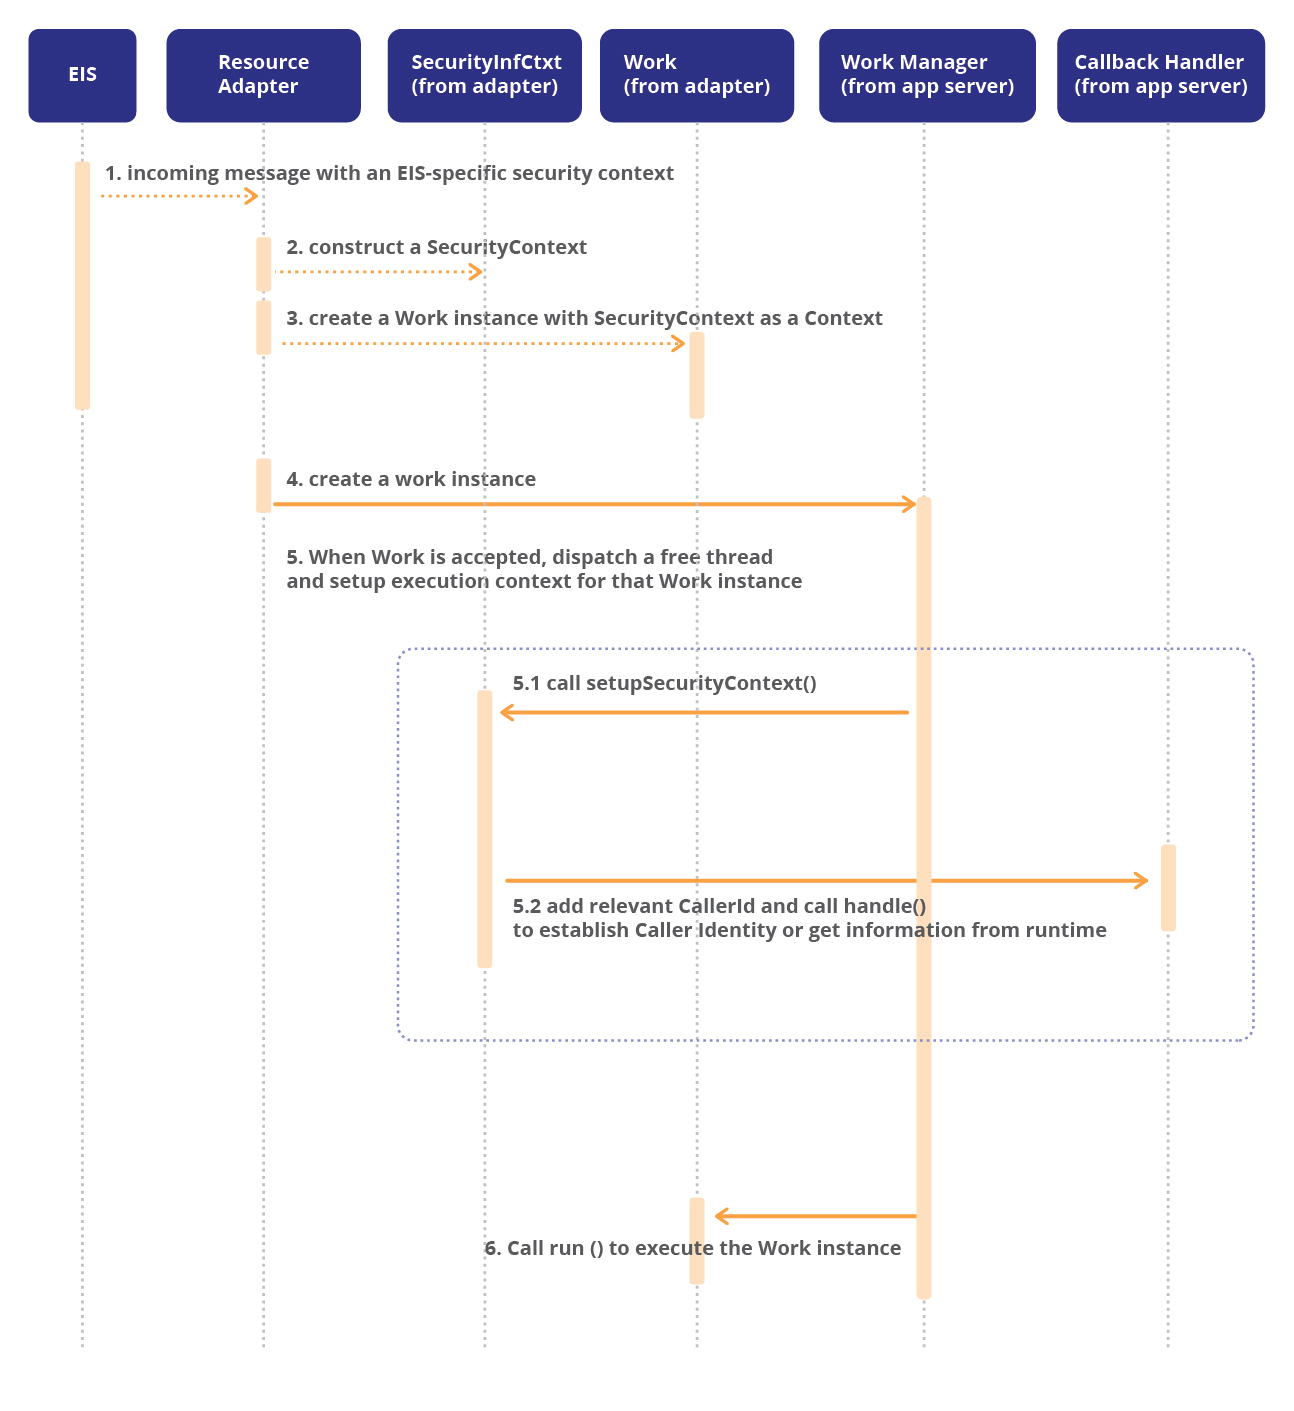 EIS
Resource
Adapter
SecurityInfCtxt
(from adapter)
Work
(from adapter)
Work Manager
(from app server)
Callback Handler
(from app server)
1. incoming message with an EIS-specific security context
2. construct a SecurityContext
3. create a Work instance with SecurityContext as a Context
4. create a work instance
5. When Work is accepted, dispatch a free thread
and setup execution context for that Work instance
5.1 call setupSecurityContext()
5.2 add relevant CallerId and call handle()
to establish Caller Identity or get information from runtime
6. Call run () to execute the Work instance